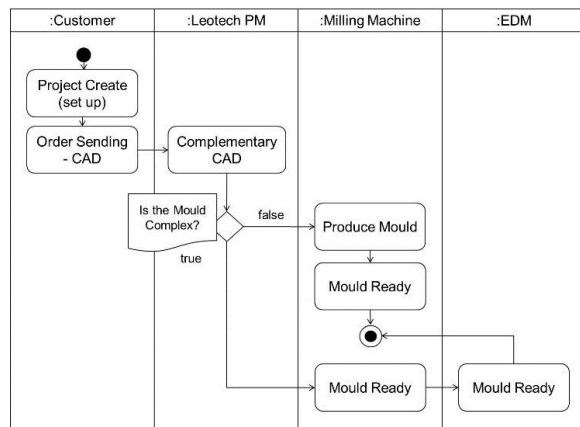 :Customer
:Leotech PM
:Milling Machine
:EDM
Project Create
(set up)
Order Sending
- CAD
Complementary
CAD
Is the Mould
Complex?
false
true
Produce Mould
Mould Ready
Mould Ready
Mould Ready